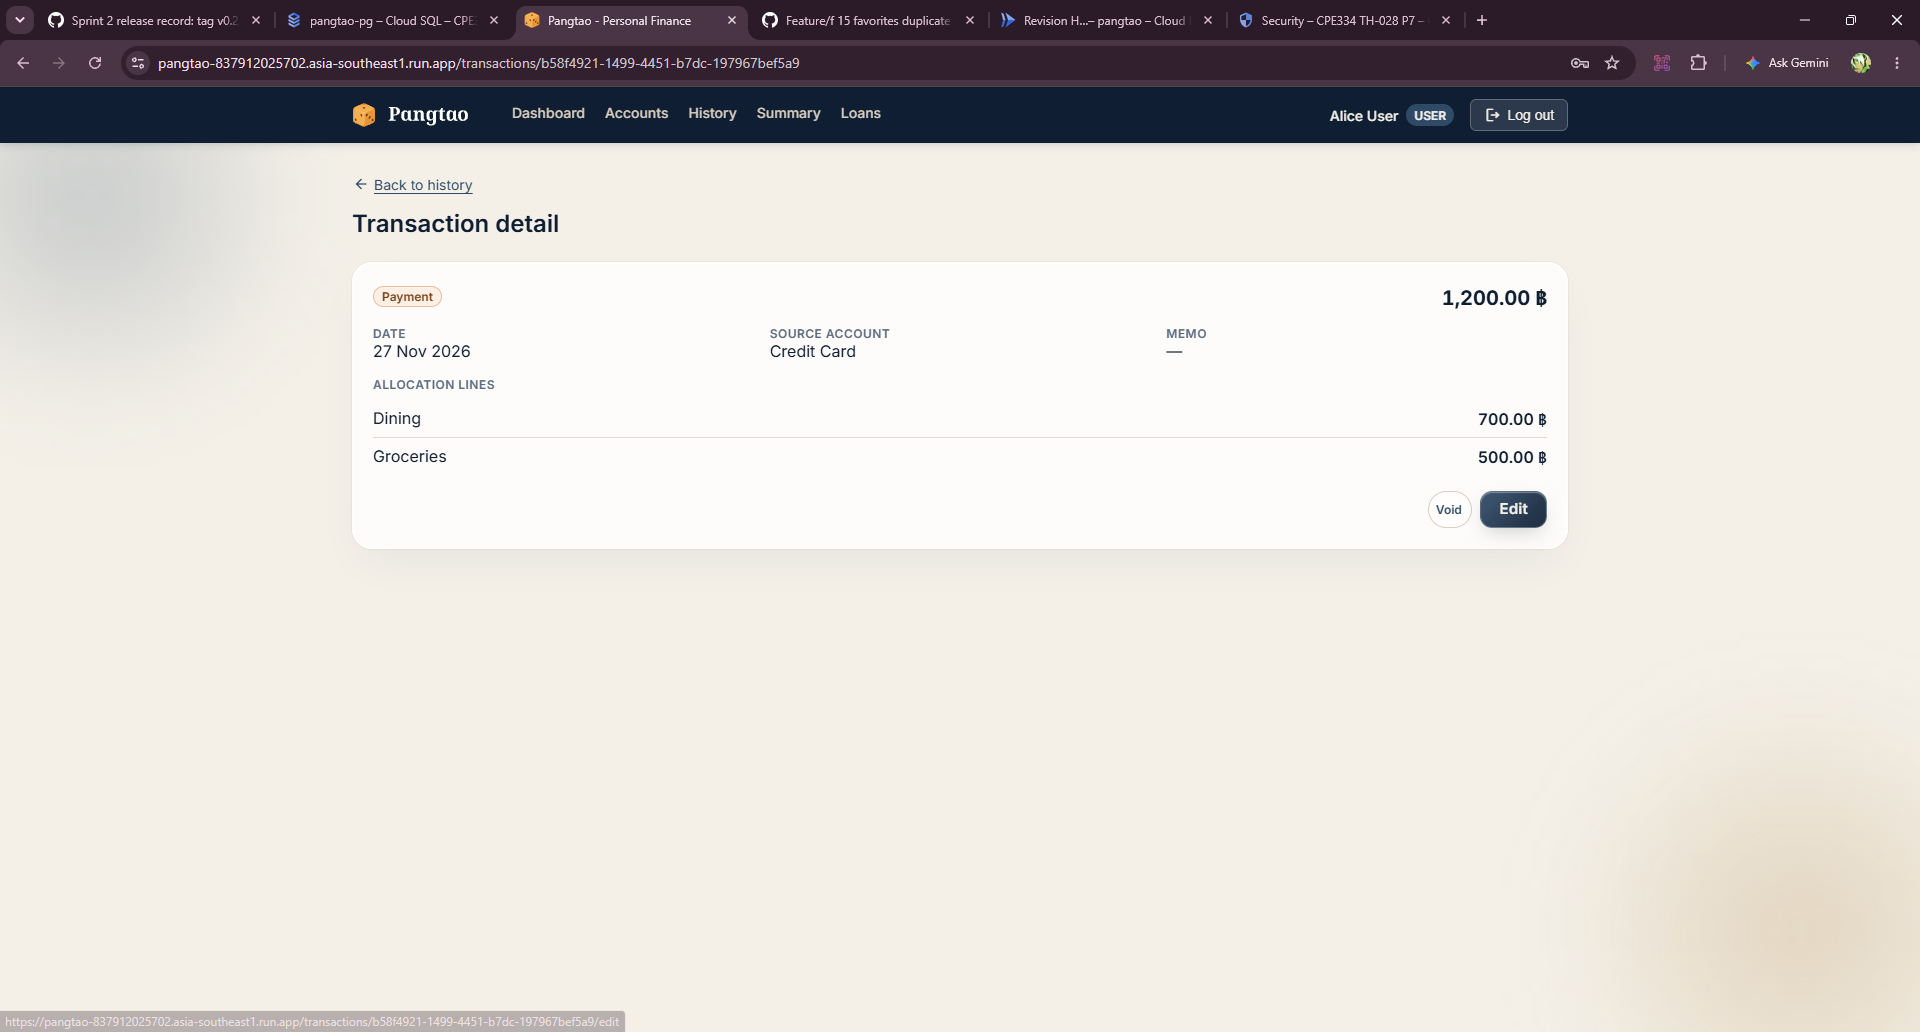 Sprint 2 release record: tag v0.2
pangtao-pg – Cloud SQL – CPE
Pangtao - Personal Finance
Feature/f 15 favorites duplicate
Revision H...– pangtao – Cloud
Security – CPE334 TH-028 P7 –
pangtao-837912025702.asia-southeast1.run.app/transactions/b58f4921-1499-4451-b7dc-197967bef5a9
Ask Gemini
Pangtao
Dashboard
Accounts
History
Summary
Loans
Alice User
USER
Log out
Back to history
Transaction detail
Payment
1,200.00 ฿
DATE
27 Nov 2026
SOURCE ACCOUNT
Credit Card
MEMO
—
ALLOCATION LINES
Dining
700.00 ฿
Groceries
500.00 ฿
Void
Edit
https://pangtao-837912025702.asia-southeast1.run.app/transactions/b58f4921-1499-4451-b7dc-197967bef5a9/edit